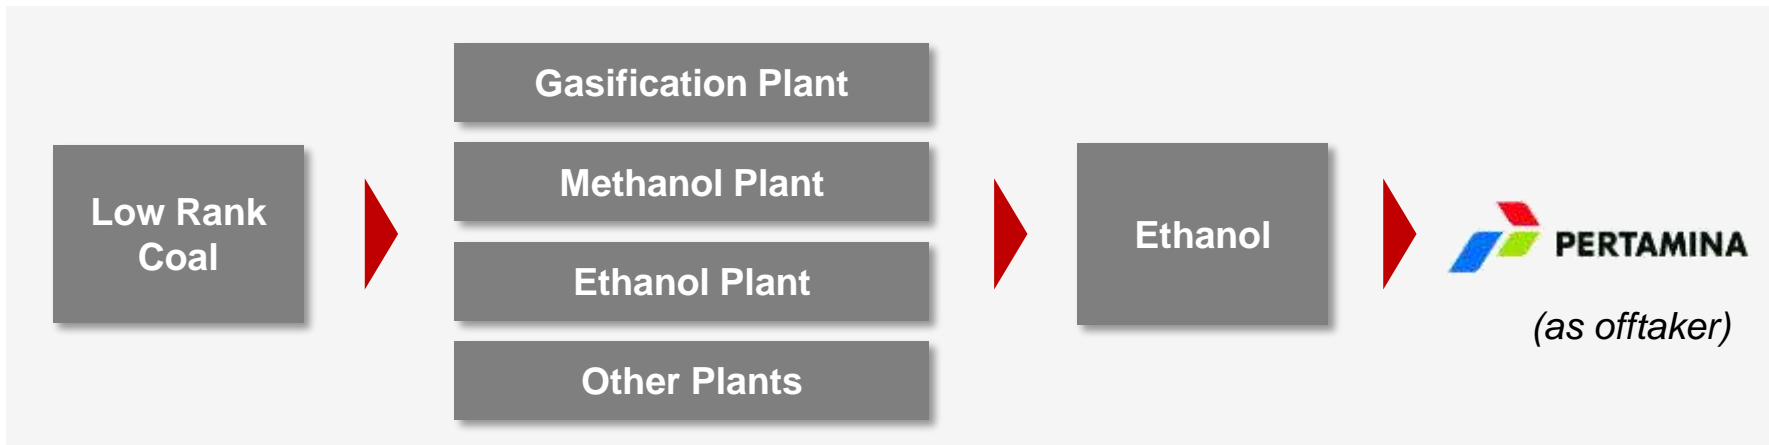 Low Rank
Coal
Gasification Plant
Methanol Plant
Ethanol Plant
Other Plants
Ethanol
PERTAMINA
(as offtaker)